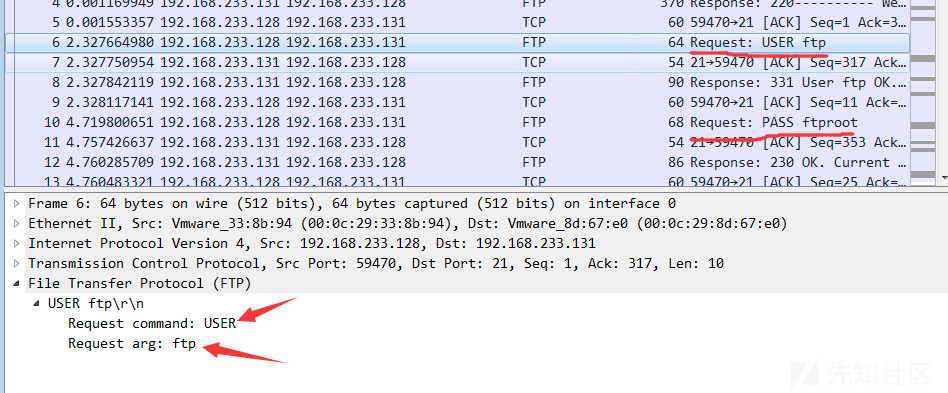 4 0.001169949 192.168.233.131 192.168.233.128 FTP 370 Response: 220---------- We…
5 0.001553357 192.168.233.128 192.168.233.131 TCP 60 59470→21 [ACK] Seq=1 Ack=3…
6 2.327664980 192.168.233.128 192.168.233.131 FTP 64 Request: USER ftp
7 2.327750954 192.168.233.131 192.168.233.128 TCP 54 21→59470 [ACK] Seq=317 Ack…
8 2.327842119 192.168.233.131 192.168.233.128 FTP 90 Response: 331 User ftp OK.…
9 2.328117141 192.168.233.128 192.168.233.131 TCP 60 59470→21 [ACK] Seq=11 Ack=…
10 4.719800651 192.168.233.128 192.168.233.131 FTP 68 Request: PASS ftproot
11 4.757426637 192.168.233.131 192.168.233.128 TCP 54 21→59470 [ACK] Seq=353 Ack…
12 4.760285709 192.168.233.131 192.168.233.128 FTP 86 Response: 230 OK. Current …
13 4.760483321 192.168.233.128 192.168.233.131 TCP 60 59470→21 [ACK] Seq=25 Ack=…
Frame 6: 64 bytes on wire (512 bits), 64 bytes captured (512 bits) on interface 0
Ethernet II, Src: Vmware_33:8b:94 (00:0c:29:33:8b:94), Dst: Vmware_8d:67:e0 (00:0c:29:8d:67:e0)
Internet Protocol Version 4, Src: 192.168.233.128, Dst: 192.168.233.131
Transmission Control Protocol, Src Port: 59470, Dst Port: 21, Seq: 1, Ack: 317, Len: 10
File Transfer Protocol (FTP)
USER ftp\r\n
Request command: USER
Request arg: ftp
先知社区